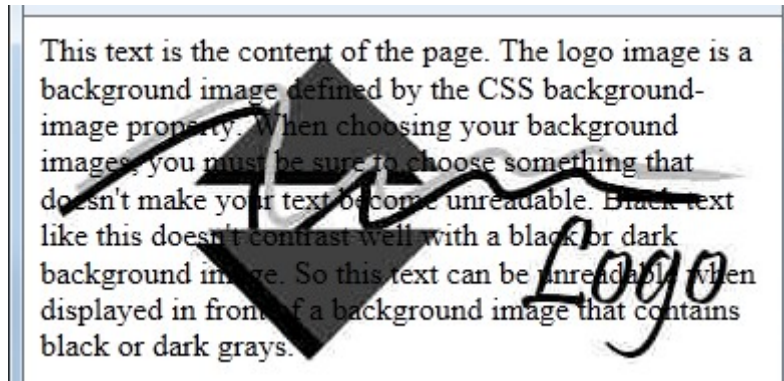 This text is the content of the page. The logo image is a
background image defined by the CSS background-
image property. When choosing your background
images, you must be sure to choose something that
doesn't make your text become unreadable. Black text
like this doesn't contrast well with a black or dark
background image. So this text can be unreadable when
displayed in front of a background image that contains
black or dark grays.
Logo